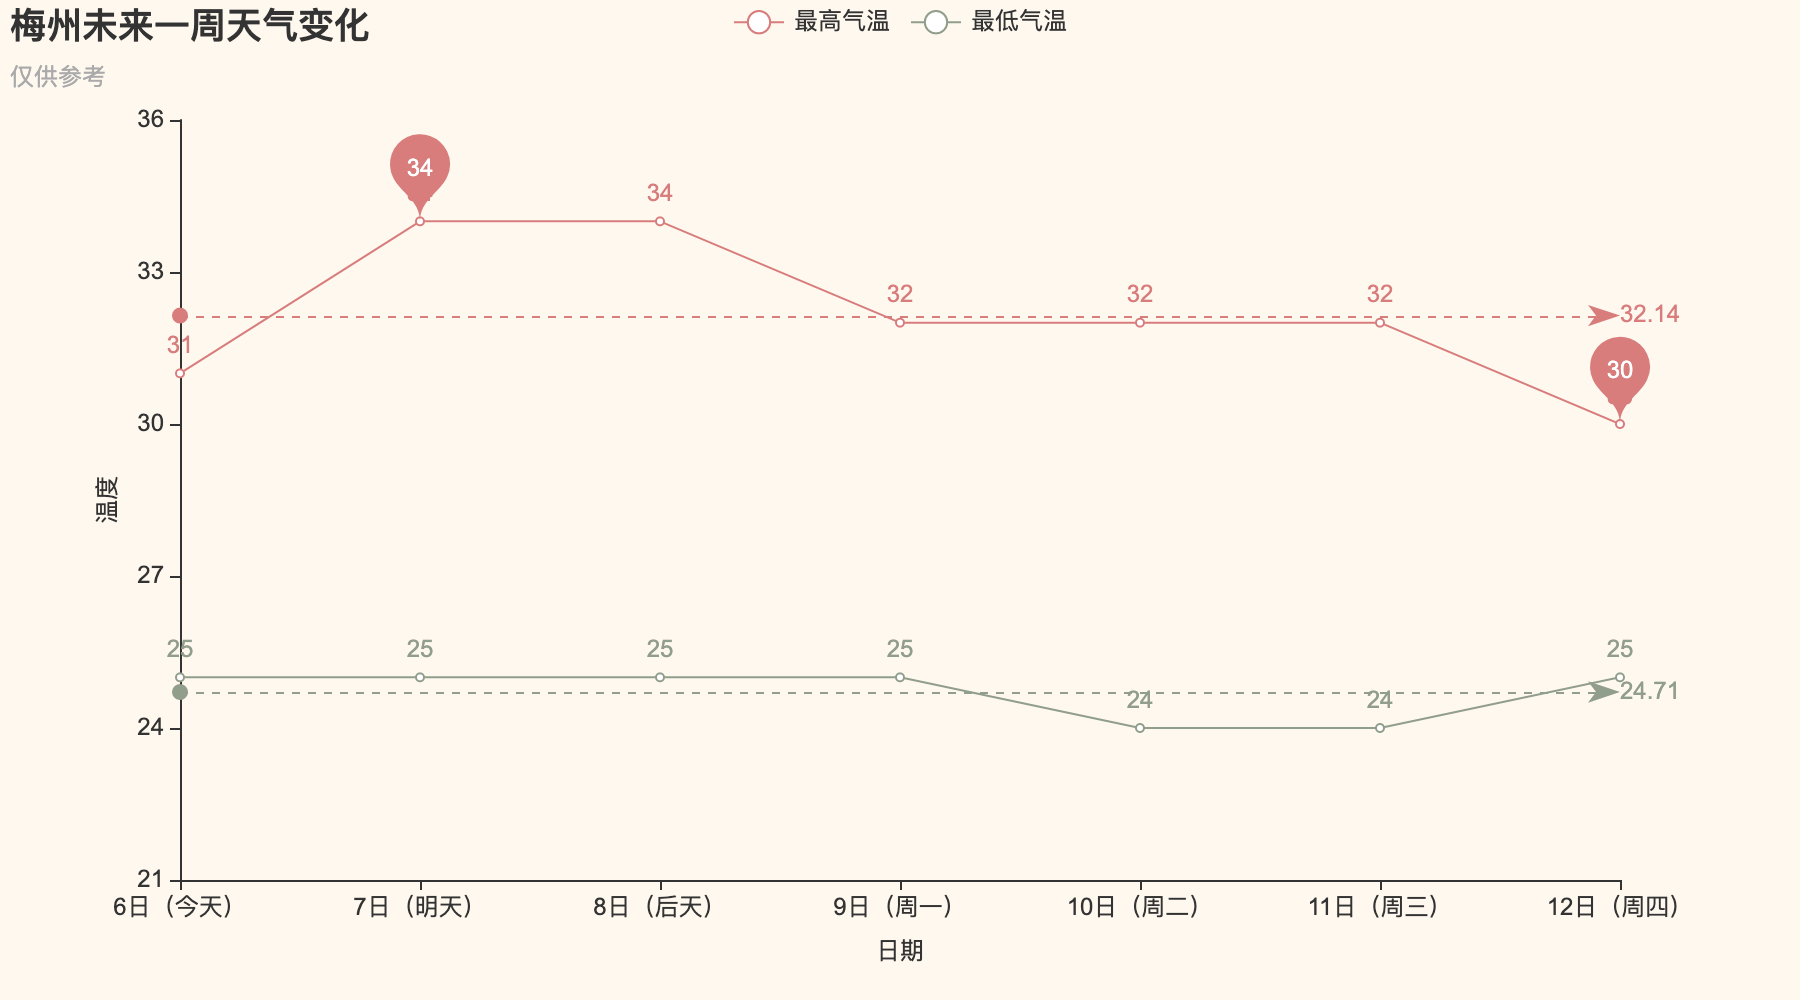 梅州未来一周天气变化
最高气温 最低气温
仅供参考
36
33
30
27
24
21
温度
34
34
31
32
32
32
32.14
30
25
25
25
25
24
24
25
24.71
6日（今天）
7日（明天）
8日（后天）
9日（周一）
10日（周二）
11日（周三）
12日（周四）
日期